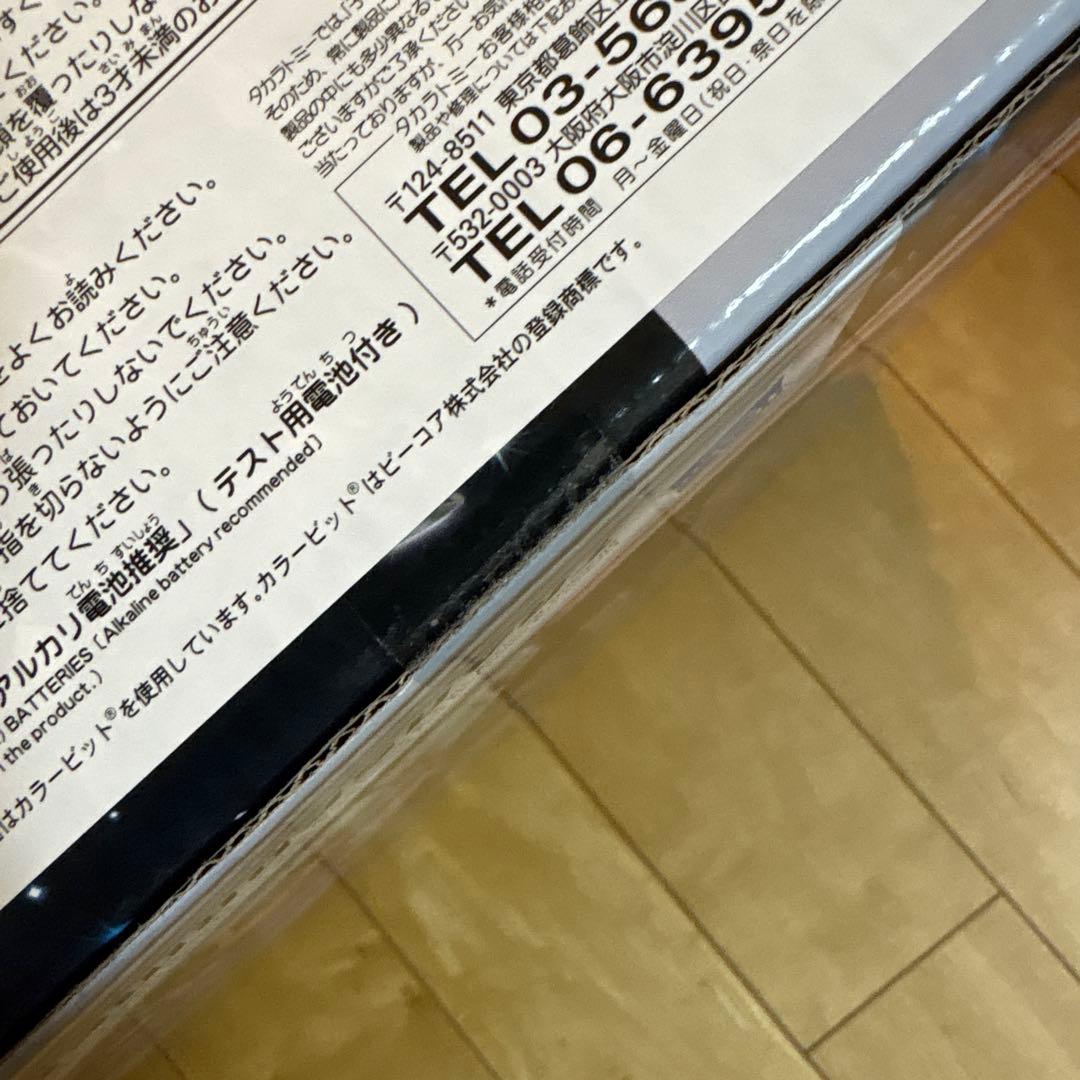 ください。
を覆ったりしな
ご使用後は3才未満のお
をよくお読みください。
ておいてください。
っ張ったりしないでください。
指を切らないようにご注意ください。
捨ててください。
アルカリ電池推奨」(テスト用電池付き)
BATTERIES〔Alkaline battery recommended〕
the product.)
はカラービット®を使用しています。カラービット®はビーコア株式会社の登録商標です。
タカラトミーでは、
そのため、常に製品に
製品の中にも多少異なる
ございますがご了承ください
当たっておりますが、万一お気
タカラトミーお客様相
製品や修理については下記お
〒124-8511 東京都葛飾区
TEL 03-56
〒532-0003 大阪府大阪市淀川区
TEL 06-6395
*電話受付時間 月〜金曜日(祝日・祭日を除